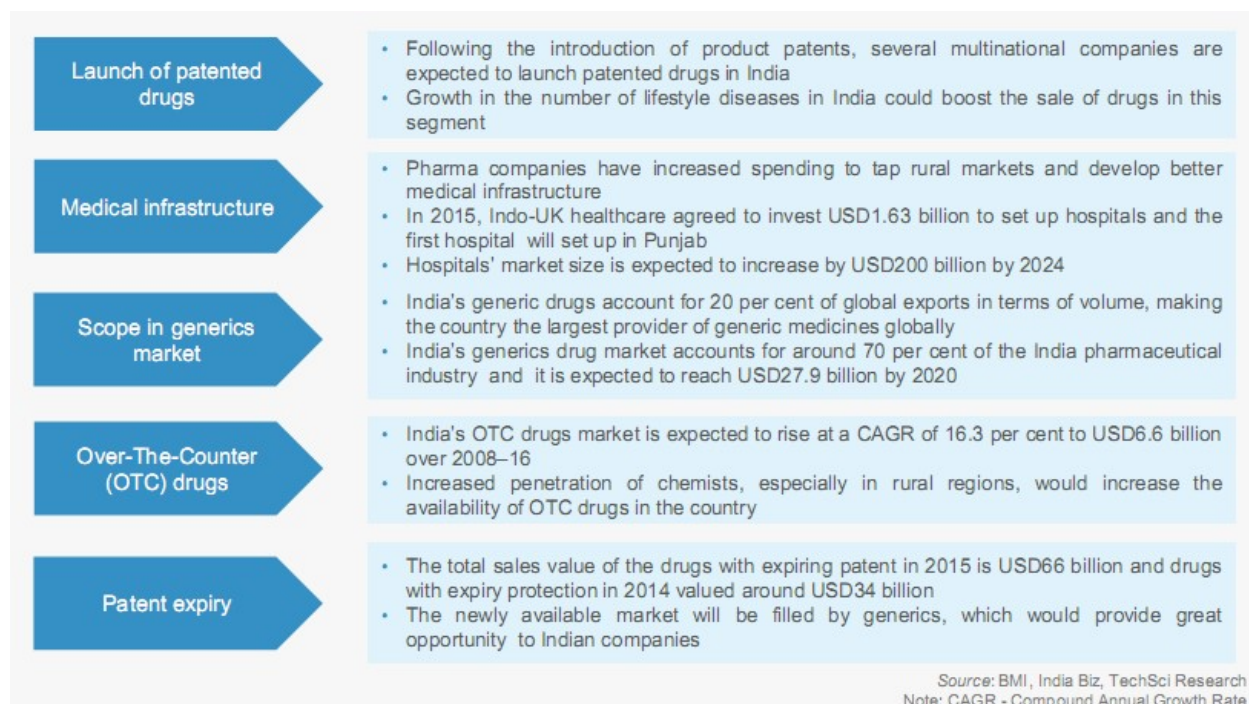 Launch of patented
drugs
• Following the introduction of product patents, several multinational companies are
expected to launch patented drugs in India
• Growth in the number of lifestyle diseases in India could boost the sale of drugs in this
segment
Medical infrastructure
• Pharma companies have increased spending to tap rural markets and develop better
medical infrastructure
• In 2015, Indo-UK healthcare agreed to invest USD1.63 billion to set up hospitals and the
first hospital will set up in Punjab
• Hospitals' market size is expected to increase by USD200 billion by 2024
Scope in generics
market
• India's generic drugs account for 20 per cent of global exports in terms of volume, making
the country the largest provider of generic medicines globally
• India's generics drug market accounts for around 70 per cent of the India pharmaceutical
industry and it is expected to reach USD27.9 billion by 2020
Over-The-Counter
(OTC) drugs
• India's OTC drugs market is expected to rise at a CAGR of 16.3 per cent to USD6.6 billion
over 2008–16
• Increased penetration of chemists, especially in rural regions, would increase the
availability of OTC drugs in the country
Patent expiry
• The total sales value of the drugs with expiring patent in 2015 is USD66 billion and drugs
with expiry protection in 2014 valued around USD34 billion
• The newly available market will be filled by generics, which would provide great
opportunity to Indian companies
Source: BMI, India Biz, TechSci Research
Note: CAGR - Compound Annual Growth Rate